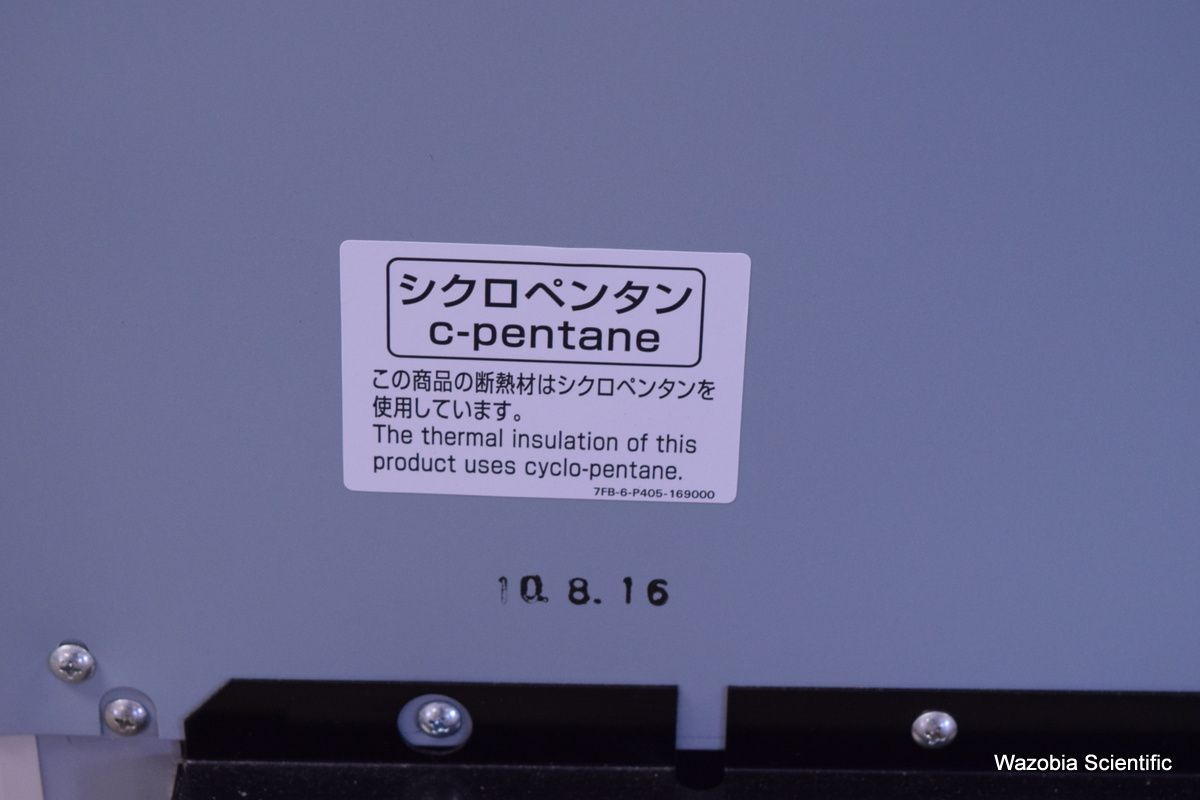 シクロペンタン
c-pentane
この商品の断熱材はシクロペンタンを
使用しています。
The thermal insulation of this
product uses cyclo-pentane.
7FB-6-P405-169000
10. 8. 16
Wazobia Scientific